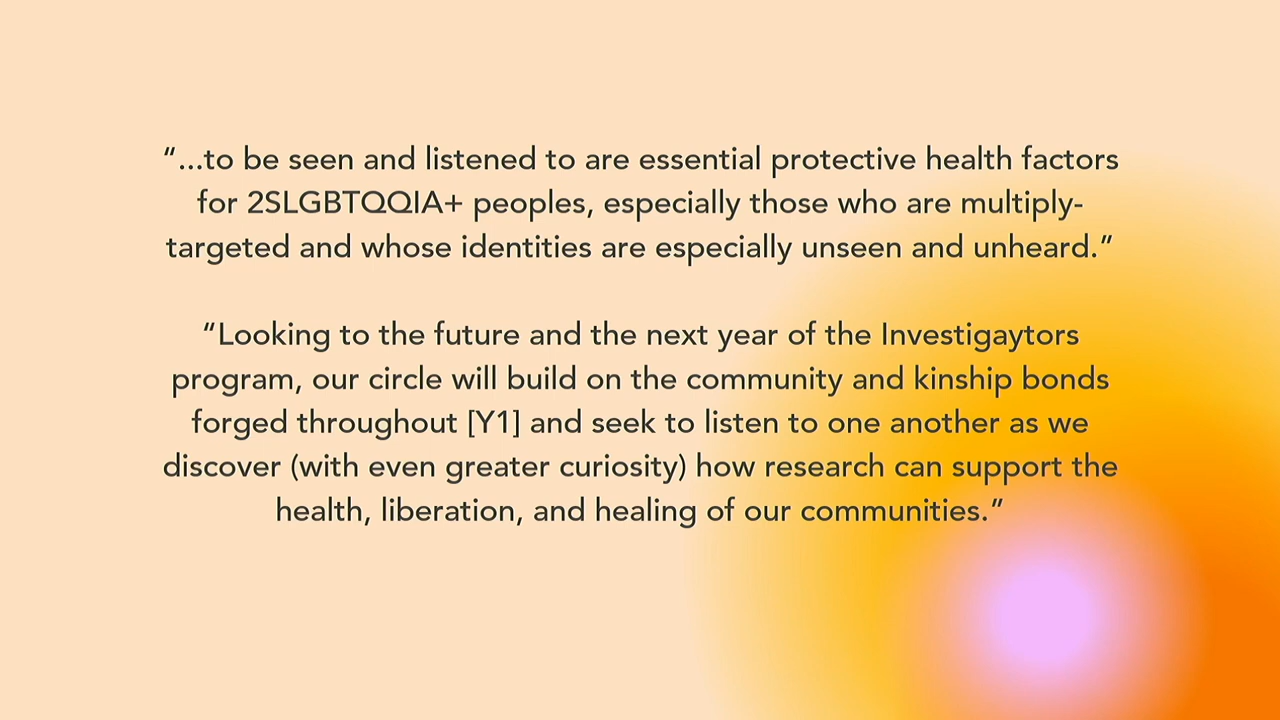 "...to be seen and listened to are essential protective health factors
for 2SLGBTQQIA+ peoples, especially those who are multiply-
targeted and whose identities are especially unseen and unheard."
"Looking to the future and the next year of the Investigaytors
program, our circle will build on the community and kinship bonds
forged throughout [Y1] and seek to listen to one another as we
discover (with even greater curiosity) how research can support the
health, liberation, and healing of our communities."